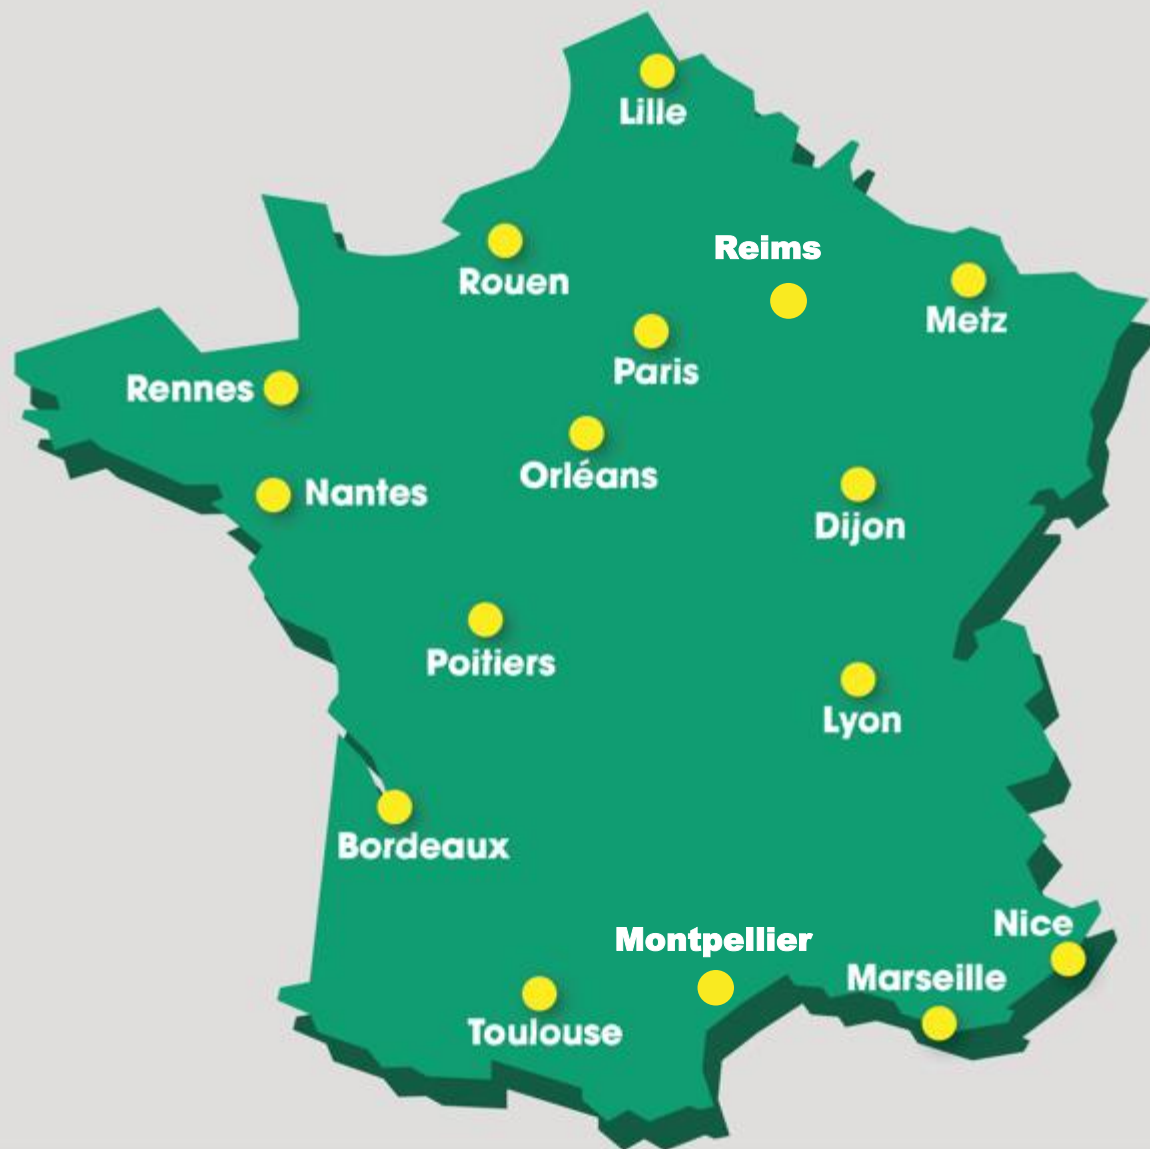 Lille
Reims
Rouen
Metz
Paris
Rennes
Orléans
Nantes
Dijon
Poitiers
Lyon
Bordeaux
Nice
Montpellier
Marseille
Toulouse